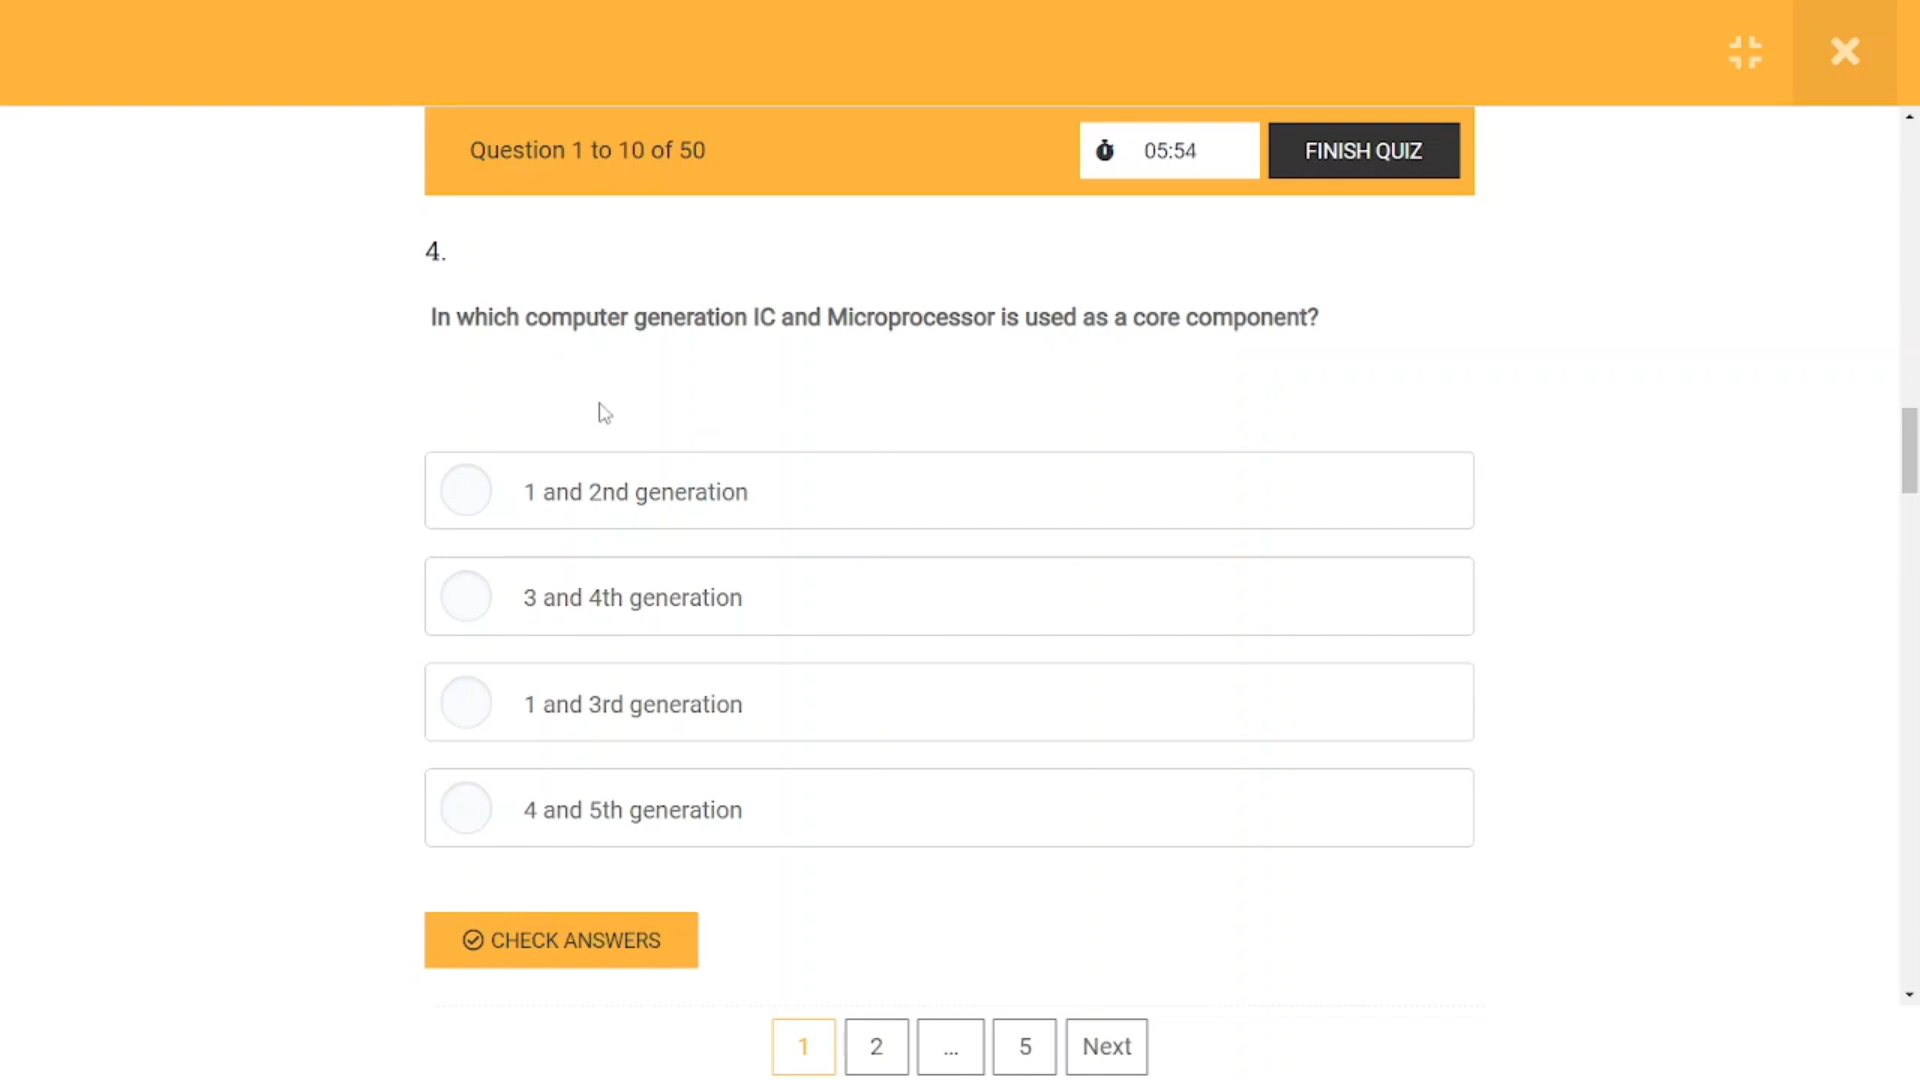 Question 1 to 10 of 50
05:54
FINISH QUIZ
4.
In which computer generation IC and Microprocessor is used as a core component?
1 and 2nd generation
3 and 4th generation
1 and 3rd generation
4 and 5th generation
CHECK ANSWERS
1 2 ... 5 Next